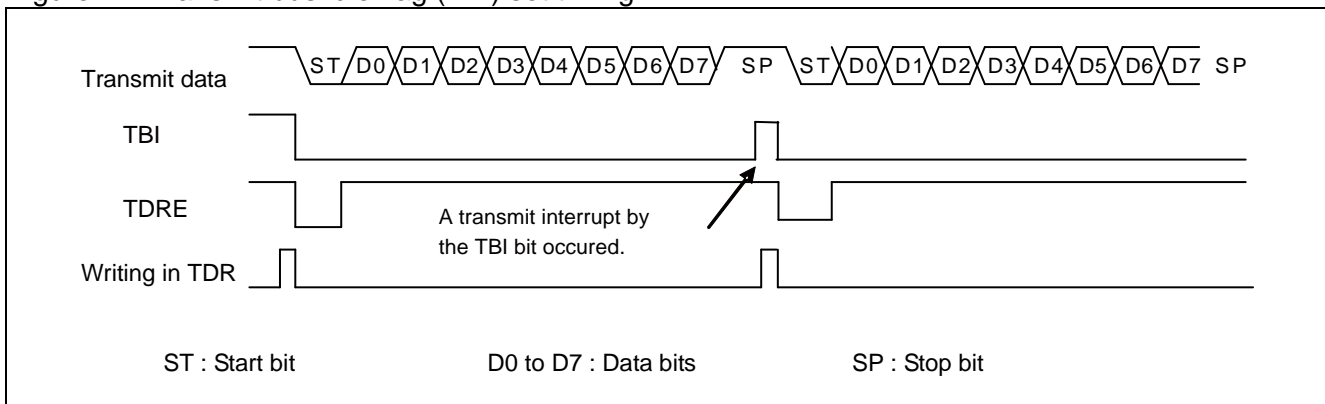 Transmit data ST D0 D1 D2 D3 D4 D5 D6 D7 SP ST D0 D1 D2 D3 D4 D5 D6 D7 SP
TBI
TDRE
A transmit interrupt by
the TBI bit occured.
Writing in TDR
ST : Start bit D0 to D7 : Data bits SP : Stop bit